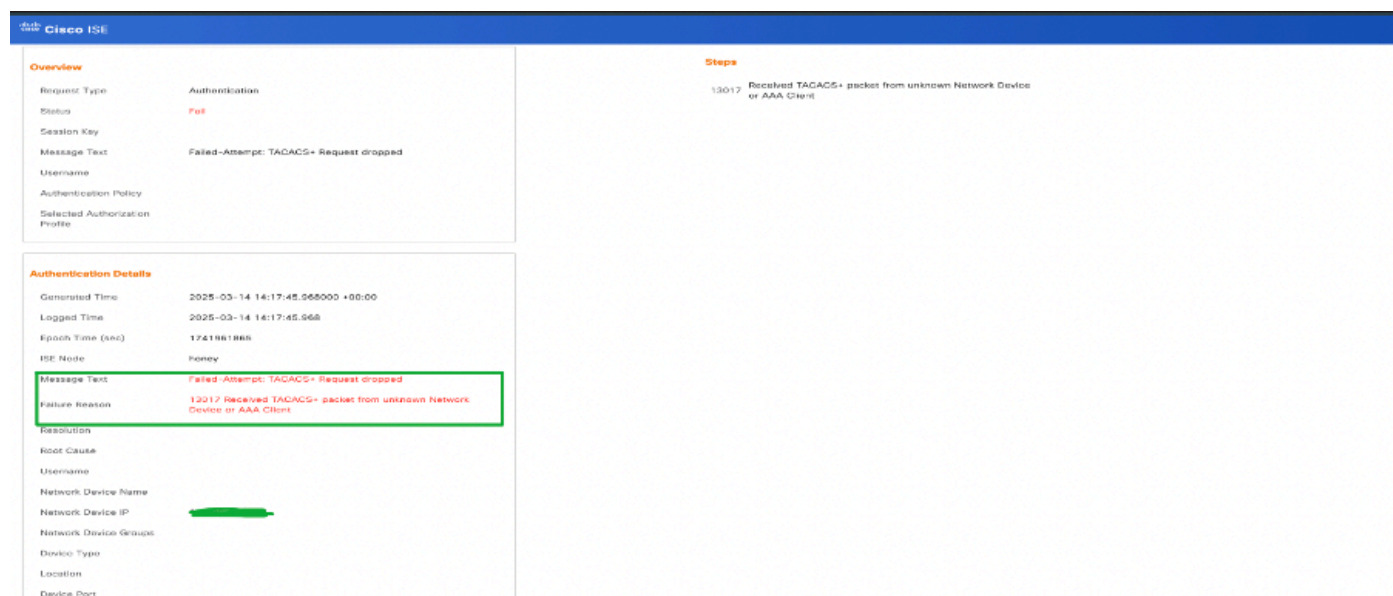 Cisco ISE
Overview
Request Type Authentication
Status Fail
Session Key
Message Text Failed-Attempt: TACACS+ Request dropped
Username
Authentication Policy
Selected Authorization
Profile
Steps
13017 Received TACACS+ packet from unknown Network Device
or AAA Client
Authentication Details
Generated Time 2025-03-14 14:17:45.968000 +00:00
Logged Time 2025-03-14 14:17:45.968
Epoch Time (sec) 1741961865
ISE Node honey
Message Text Failed-Attempt: TACACS+ Request dropped
Failure Reason 13017 Received TACACS+ packet from unknown Network
Device or AAA Client
Resolution
Root Cause
Username
Network Device Name
Network Device IP
Network Device Groups
Device Type
Location
Device Port